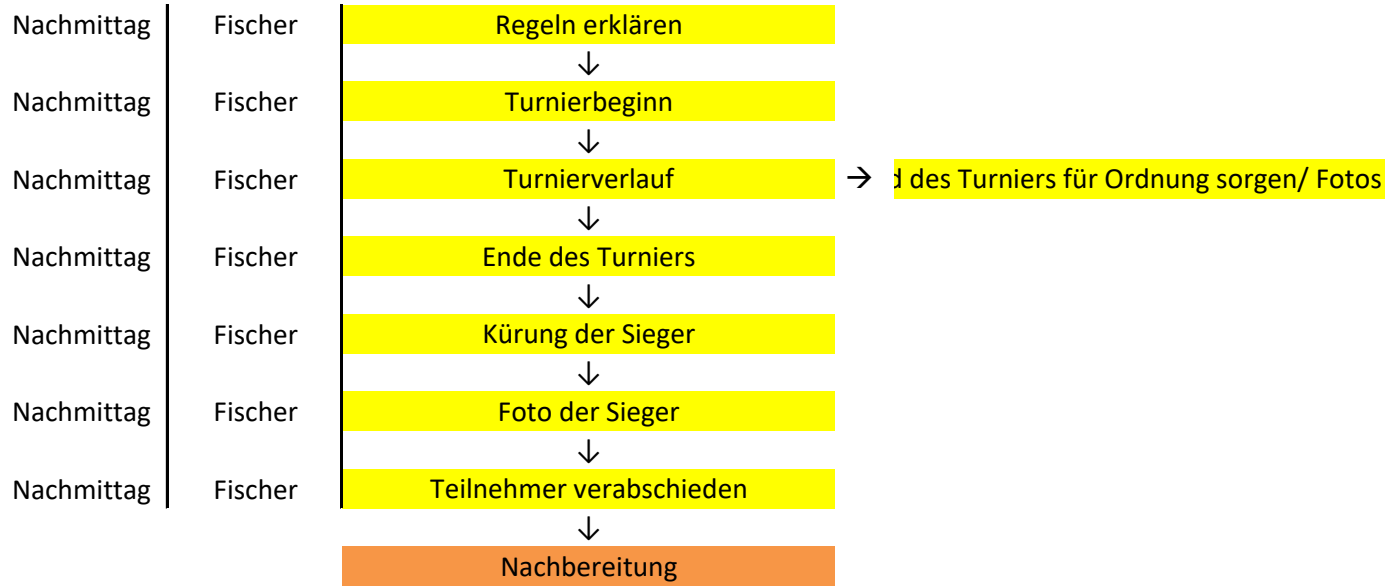 Nachmittag Fischer Regeln erklären
↓
Nachmittag Fischer Turnierbeginn
↓
Nachmittag Fischer Turnierverlauf → d des Turniers für Ordnung sorgen/ Fotos
↓
Nachmittag Fischer Ende des Turniers
↓
Nachmittag Fischer Kürung der Sieger
↓
Nachmittag Fischer Foto der Sieger
↓
Nachmittag Fischer Teilnehmer verabschieden
↓
Nachbereitung